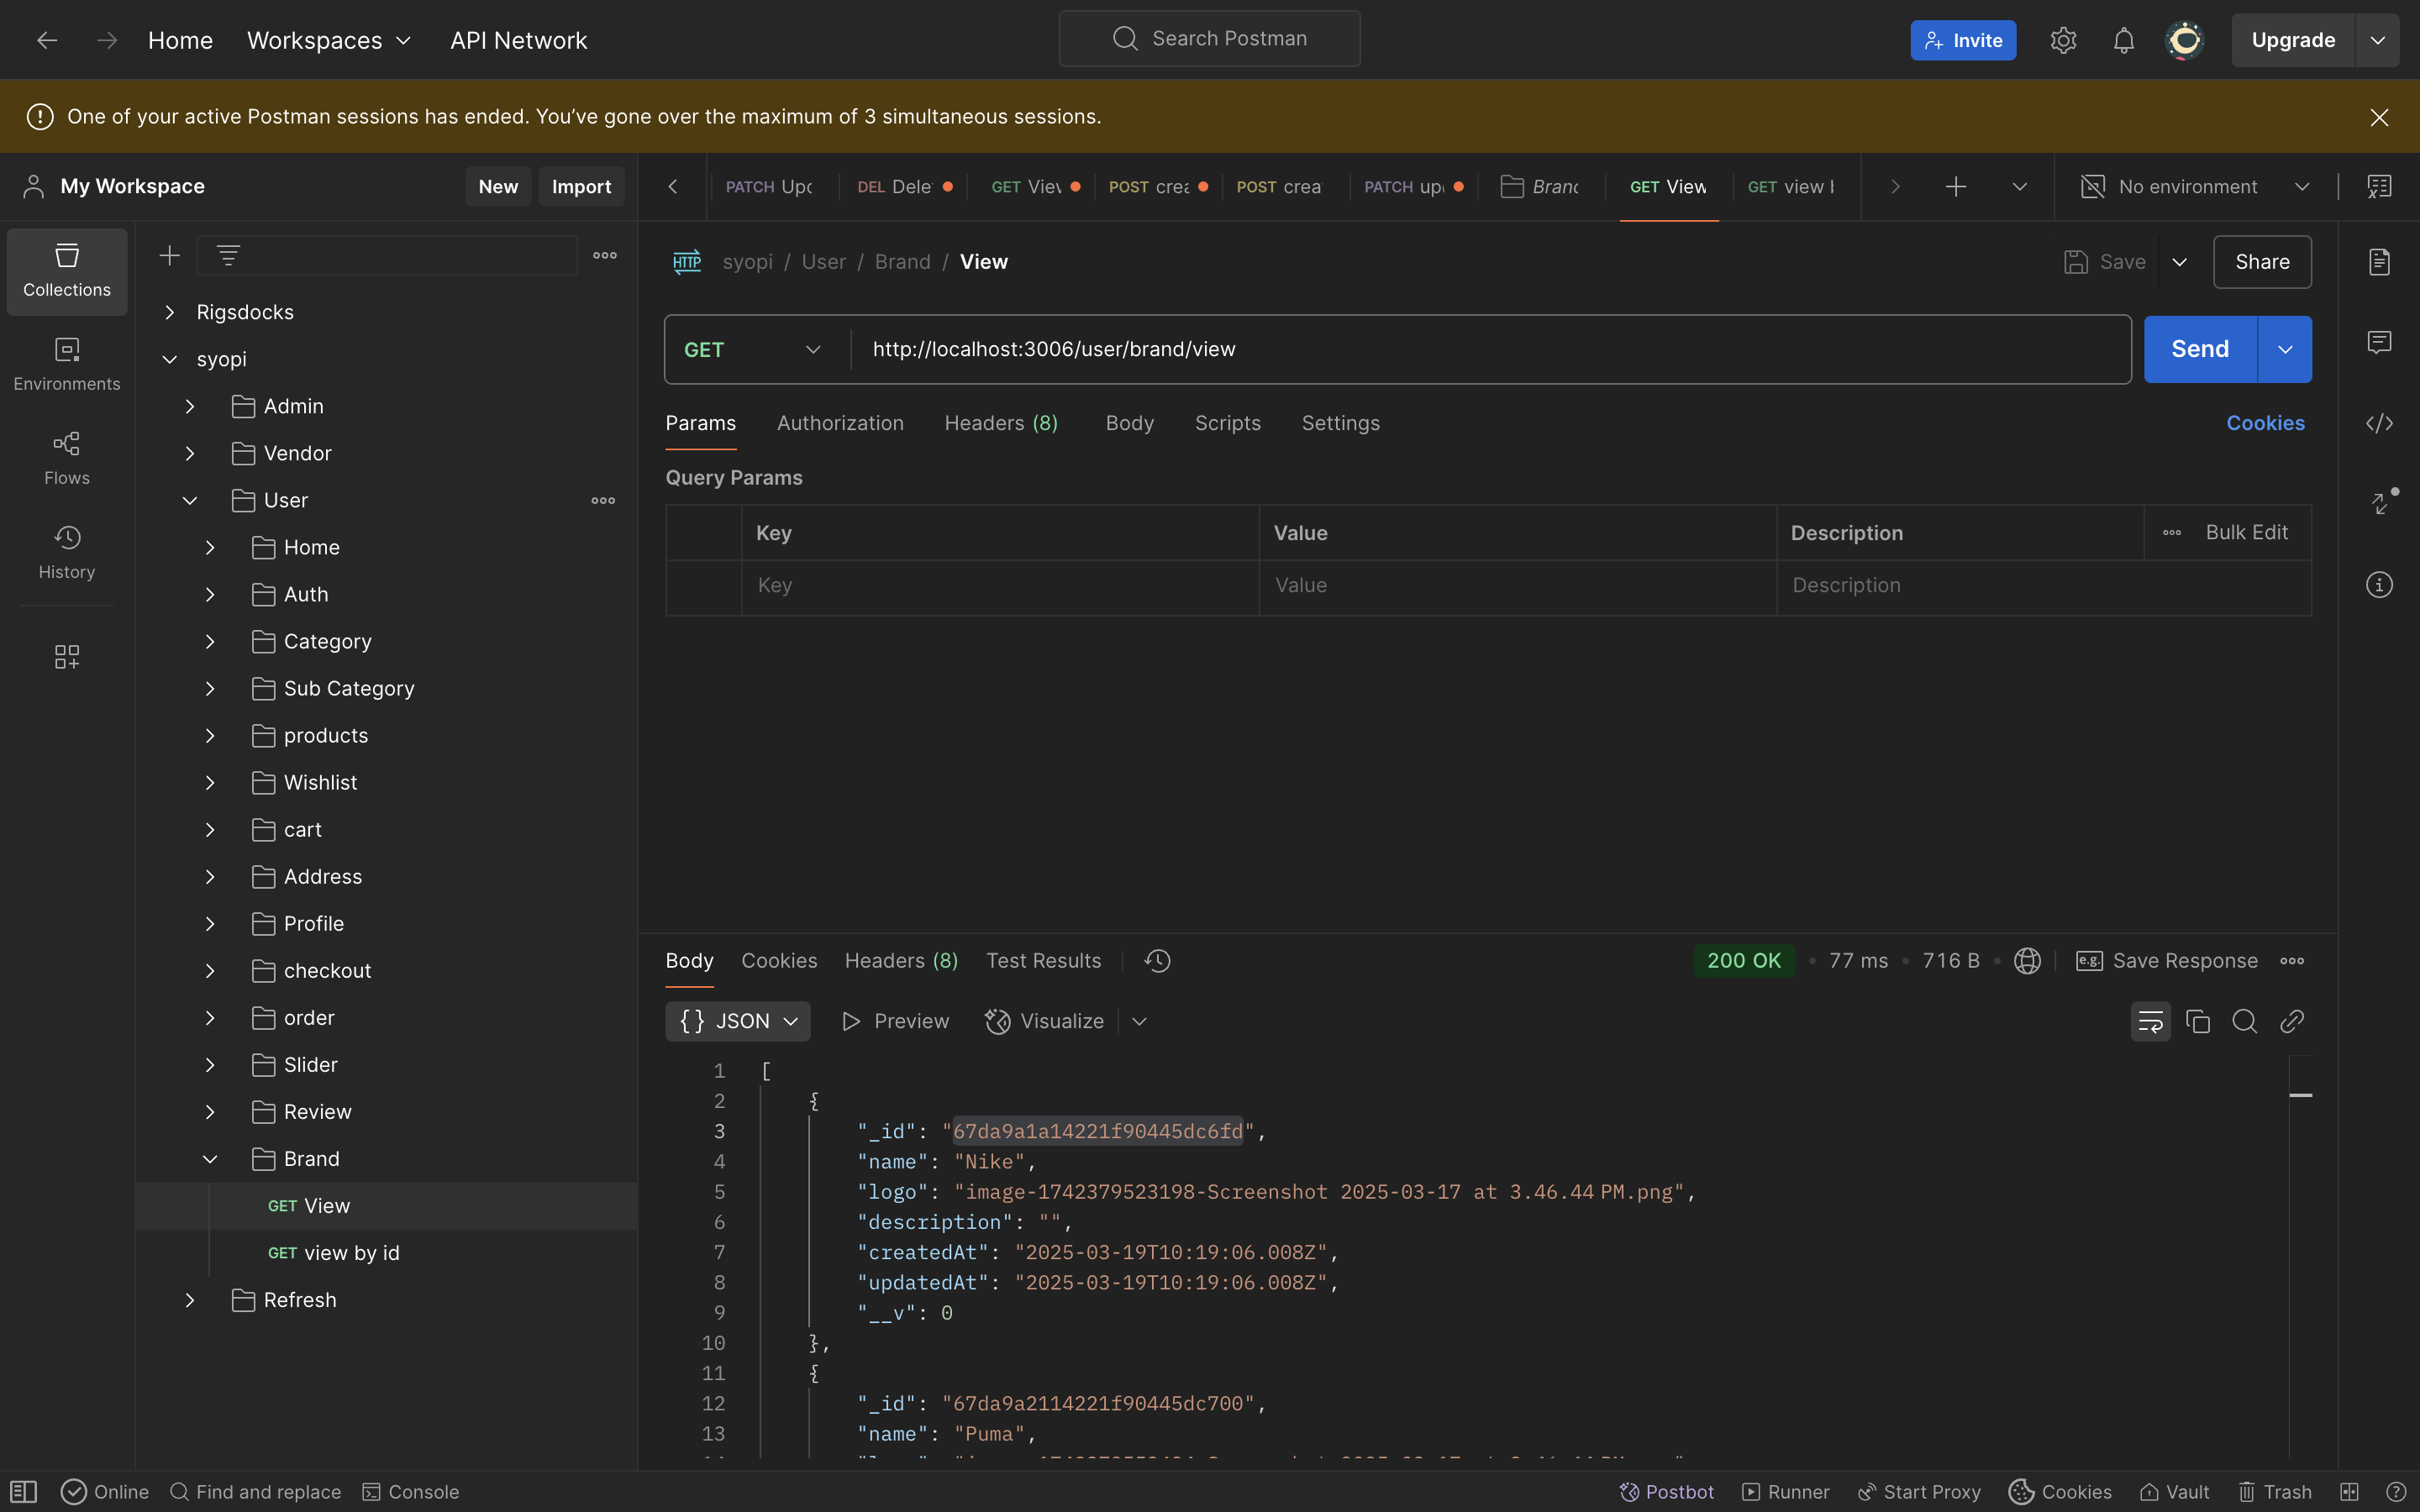 Home Workspaces API Network Search Postman Invite Upgrade
One of your active Postman sessions has ended. You’ve gone over the maximum of 3 simultaneous sessions.
My Workspace New Import
PATCH Upc DEL Dele GET Viev POST crea POST crea PATCH up Branc GET View GET view No environment
Collections
Environments
Flows
History
Rigsdocks
syopi
Admin
Vendor
User
Home
Auth
Category
Sub Category
products
Wishlist
cart
Address
Profile
checkout
order
Slider
Review
Brand
GET View
GET view by id
Refresh
HTTP syopi / User / Brand / View Save Share
GET http://localhost:3006/user/brand/view Send
Params Authorization Headers (8) Body Scripts Settings Cookies
Query Params
Key Value Description Bulk Edit
Key Value Description
Body Cookies Headers (8) Test Results 200 OK • 77 ms • 716 B • e.g. Save Response
{} JSON Preview Visualize
1 [
2 {
3 "_id": "67da9a1a14221f90445dc6fd",
4 "name": "Nike",
5 "logo": "image-1742379523198-Screenshot 2025-03-17 at 3.46.44 PM.png",
6 "description": "",
7 "createdAt": "2025-03-19T10:19:06.008Z",
8 "updatedAt": "2025-03-19T10:19:06.008Z",
9 "__v": 0
10 },
11 {
12 "_id": "67da9a2114221f90445dc700",
13 "name": "Puma",
Online Find and replace Console Postbot Runner Start Proxy Cookies Vault Trash